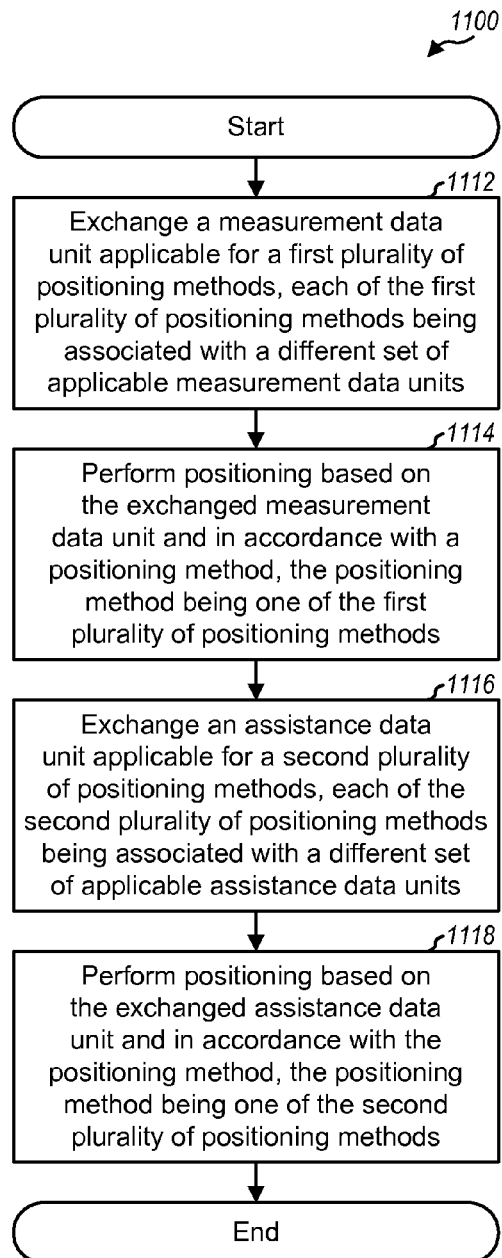 1100
Start
1112
Exchange a measurement data
unit applicable for a first plurality of
positioning methods, each of the first
plurality of positioning methods being
associated with a different set of
applicable measurement data units
1114
Perform positioning based on
the exchanged measurement
data unit and in accordance with a
positioning method, the positioning
method being one of the first
plurality of positioning methods
1116
Exchange an assistance data
unit applicable for a second plurality
of positioning methods, each of the
second plurality of positioning methods
being associated with a different set
of applicable assistance data units
1118
Perform positioning based on
the exchanged assistance data
unit and in accordance with the
positioning method, the positioning
method being one of the second
plurality of positioning methods
End